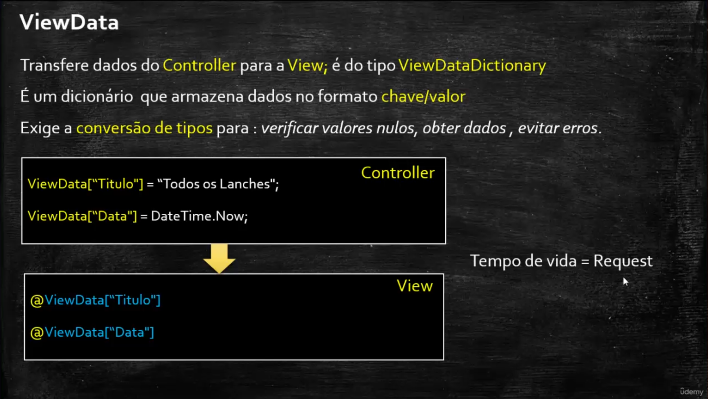 ViewData
Transfere dados do Controller para a View; é do tipo ViewDataDictionary
É um dicionário que armazena dados no formato chave/valor
Exige a conversão de tipos para : verificar valores nulos, obter dados , evitar erros.
Controller
ViewData[“Titulo"] = “Todos os Lanches";
ViewData[“Data"] = DateTime.Now;
Tempo de vida = Request
View
@ViewData[“Titulo"]
@ViewData[“Data"]
ûdemy